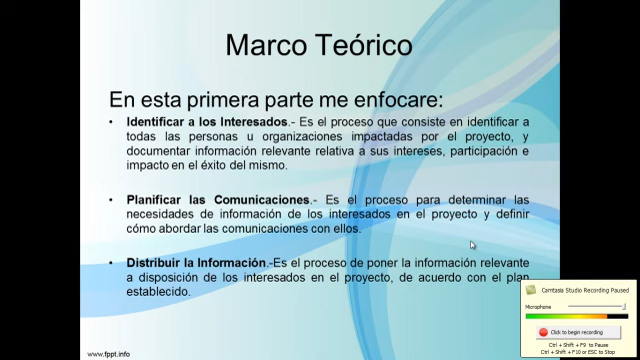 Marco Teórico
En esta primera parte me enfocare:
• Identificar a los Interesados.- Es el proceso que consiste en identificar a
todas las personas u organizaciones impactadas por el proyecto, y
documentar información relevante relativa a sus intereses, participación e
impacto en el éxito del mismo.
• Planificar las Comunicaciones.- Es el proceso para determinar las
necesidades de información de los interesados en el proyecto y definir
cómo abordar las comunicaciones con ellos.
• Distribuir la Información.-Es el proceso de poner la información relevante
a disposición de los interesados en el proyecto, de acuerdo con el plan
establecido.
www.fppt.info
Camtasia Studio Recording Paused
Microphone
Click to begin recording
Ctrl + Shift + F9 to Pause
Ctrl + Shift + F10 or ESC to Stop